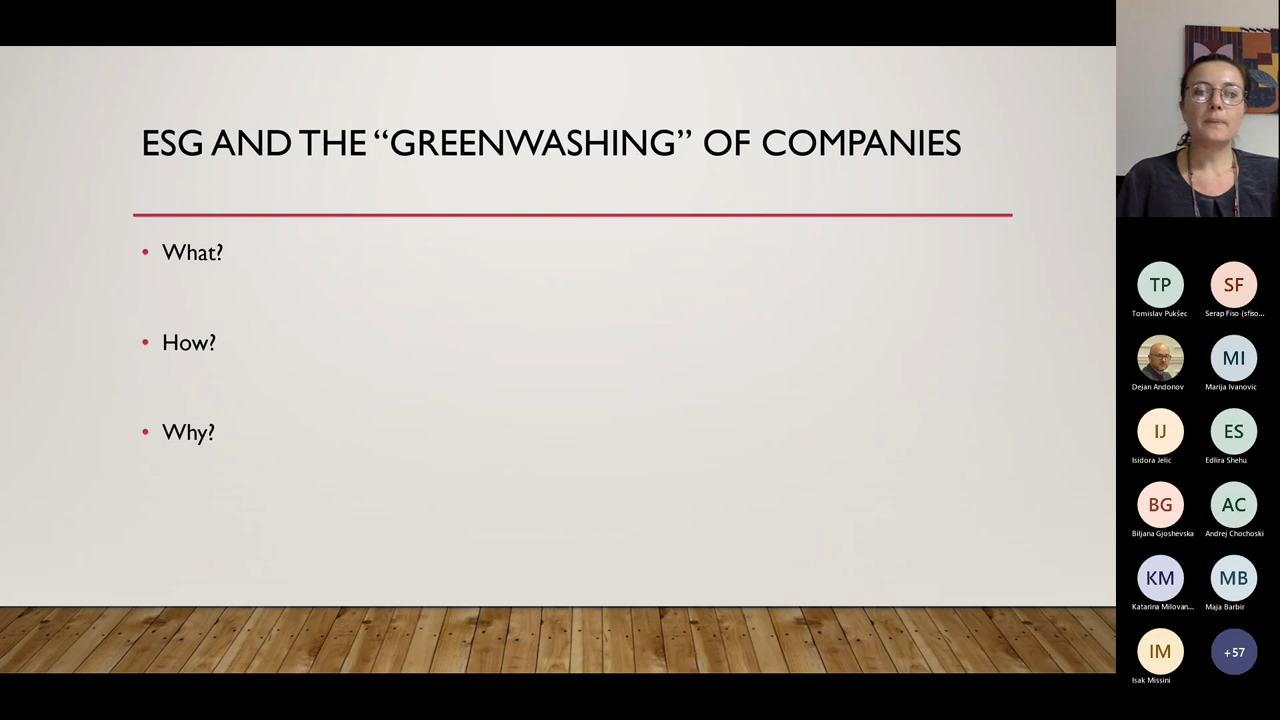 ESG AND THE “GREENWASHING” OF COMPANIES
• What?
• How?
• Why?
TP
SF
Tomislav Pukšec
Serap Fiso (sfiso...
MI
Dejan Andonov
Marija Ivanovic
IJ
ES
Isidora Jelic
Edlira Shehu
BG
AC
Biljana Gjoshevska
Andrej Chochoski
KM
MB
Katarina Milovan...
Maja Barbir
IM
+57
Isak Missini